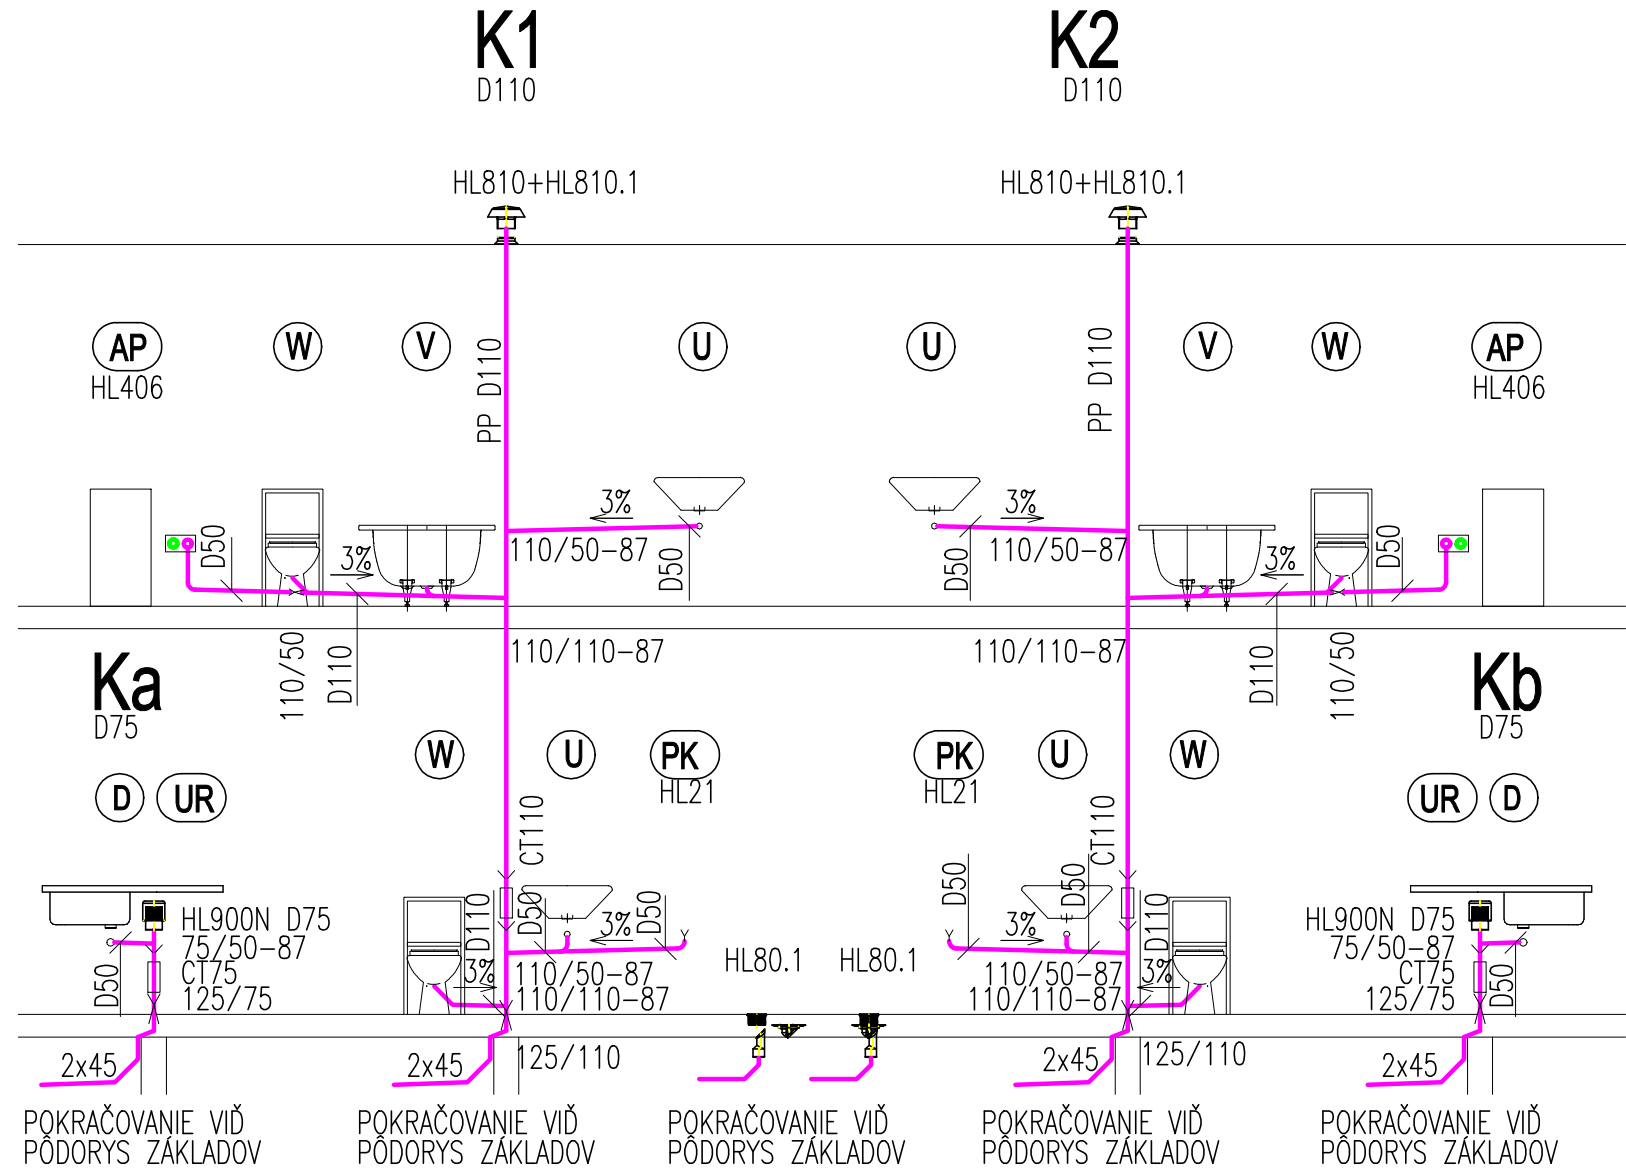 K1
D110
K2
D110
HL810+HL810.1
HL810+HL810.1
AP
HL406
W
V
PP D110
U
U
PP D110
V
W
AP
HL406
D50
3%
3%
110/50-87
D50
3%
110/50-87
D50
3%
D50
110/50
D110
110/110-87
110/110-87
D110
110/50
Ka
D75
Kb
D75
W
U
PK
HL21
PK
HL21
U
W
D
UR
UR
D
CT110
CT110
HL900N D75
75/50-87
CT75
125/75
D50
D110
D50
3%
D50
3%
110/50-87
110/110-87
HL80.1
HL80.1
D50
3%
D50
D110
3%
110/50-87
110/110-87
HL900N D75
75/50-87
CT75
125/75
D50
2x45
2x45
125/110
2x45
125/110
2x45
POKRAČOVANIE VIĎ
PÔDORYS ZÁKLADOV
POKRAČOVANIE VIĎ
PÔDORYS ZÁKLADOV
POKRAČOVANIE VIĎ
PÔDORYS ZÁKLADOV
POKRAČOVANIE VIĎ
PÔDORYS ZÁKLADOV
POKRAČOVANIE VIĎ
PÔDORYS ZÁKLADOV